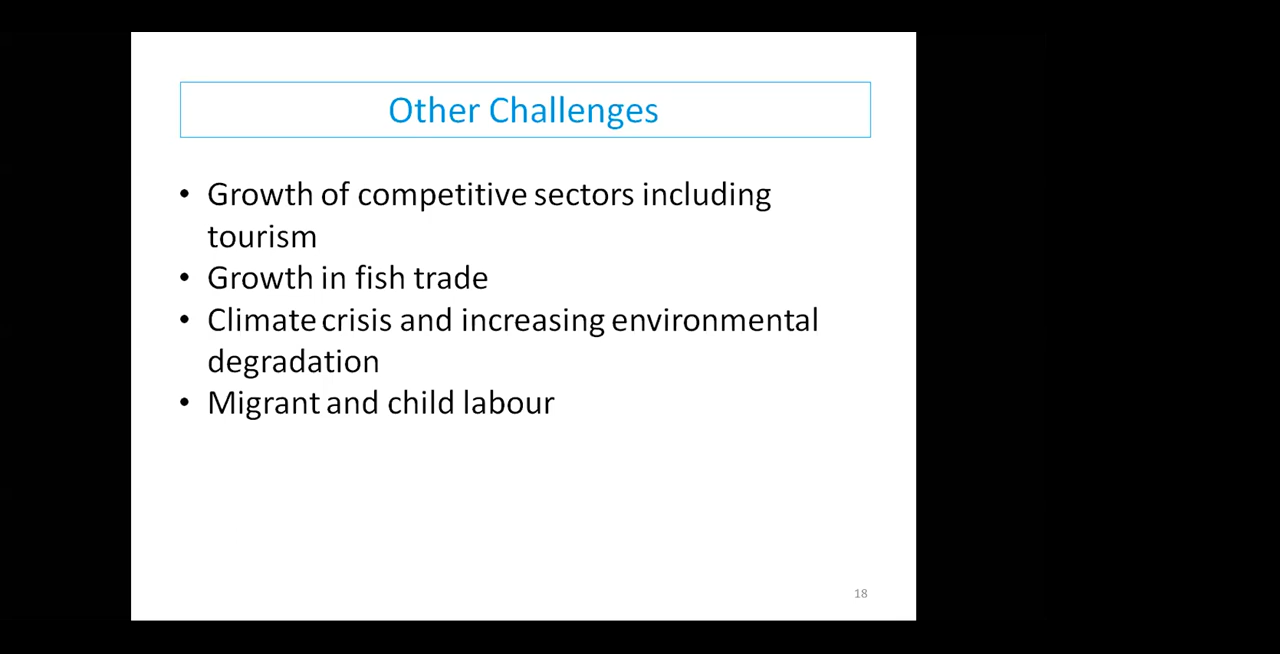 Other Challenges
• Growth of competitive sectors including
tourism
• Growth in fish trade
• Climate crisis and increasing environmental
degradation
• Migrant and child labour
18